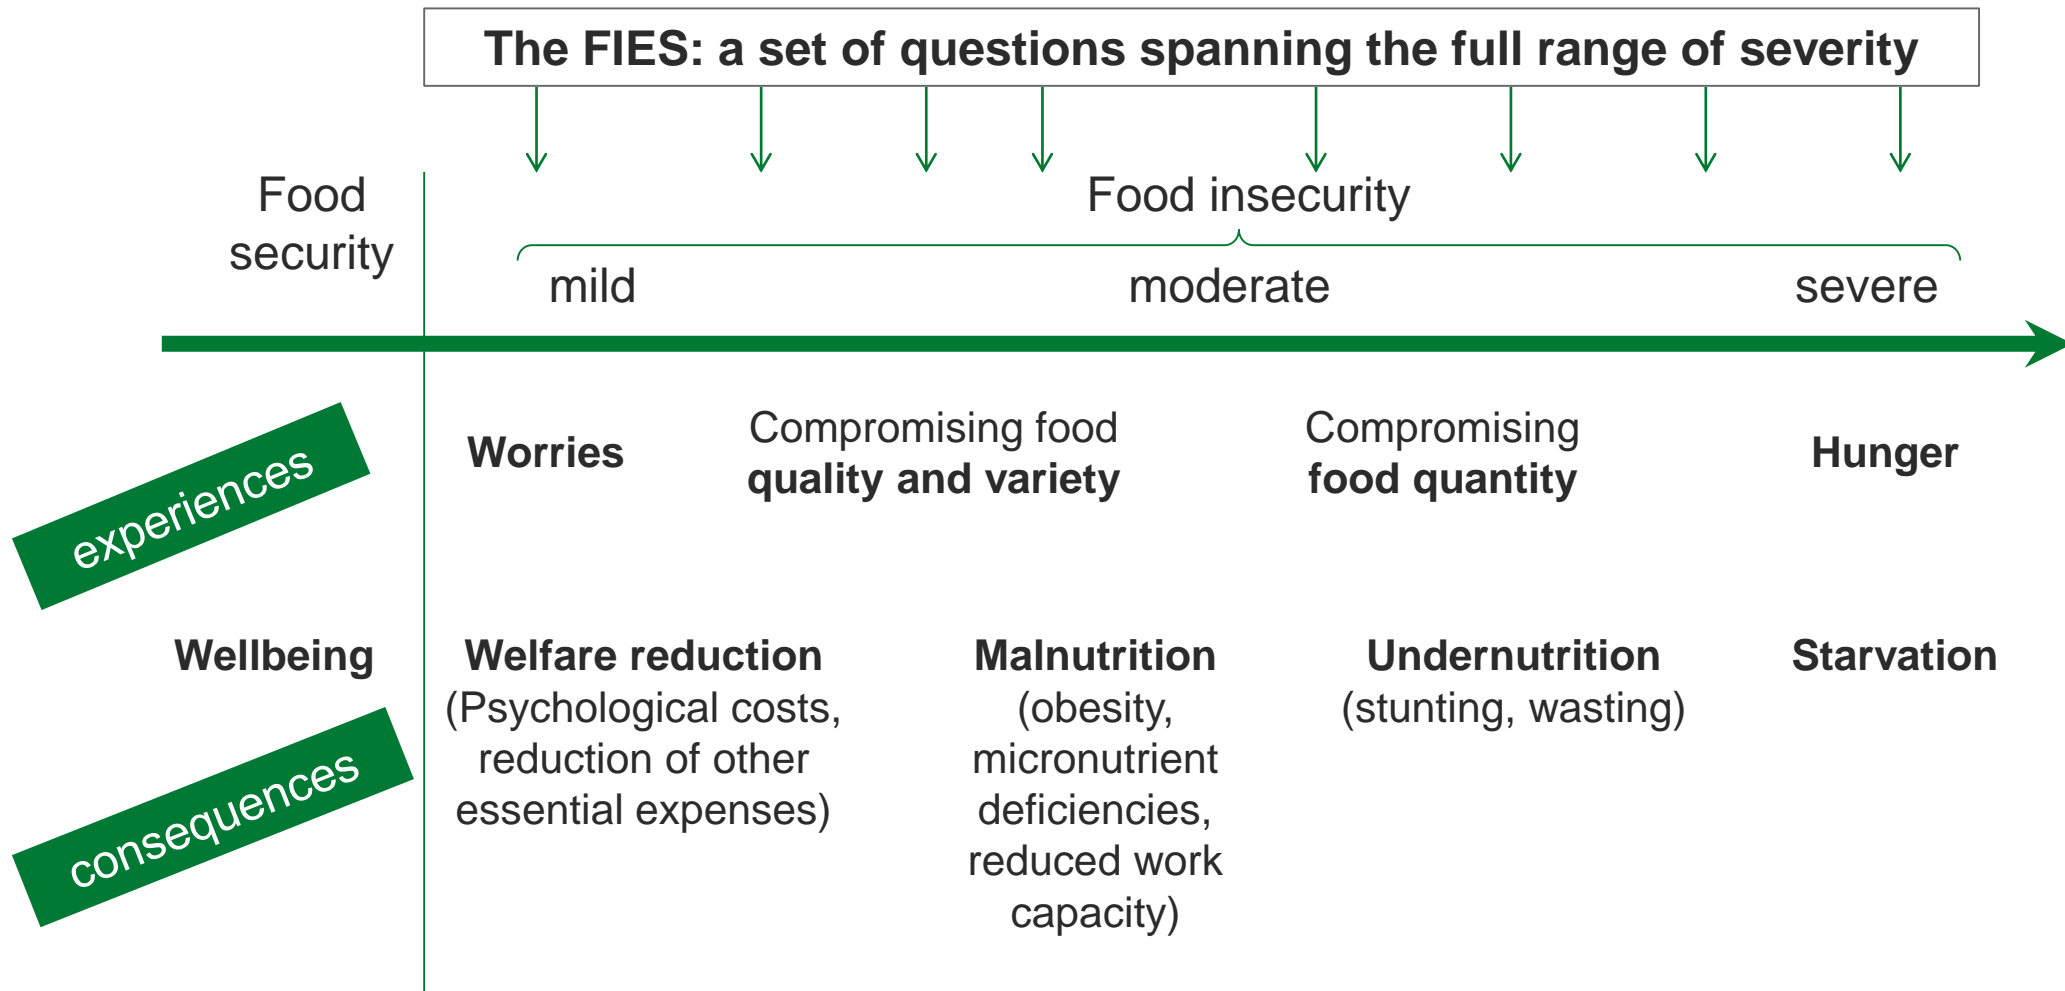 The FIES: a set of questions spanning the full range of severity
Food
security
Food insecurity
mild
moderate
severe
experiences
Worries
Compromising food
quality and variety
Compromising
food quantity
Hunger
consequences
Wellbeing
Welfare reduction
(Psychological costs,
reduction of other
essential expenses)
Malnutrition
(obesity,
micronutrient
deficiencies,
reduced work
capacity)
Undernutrition
(stunting, wasting)
Starvation